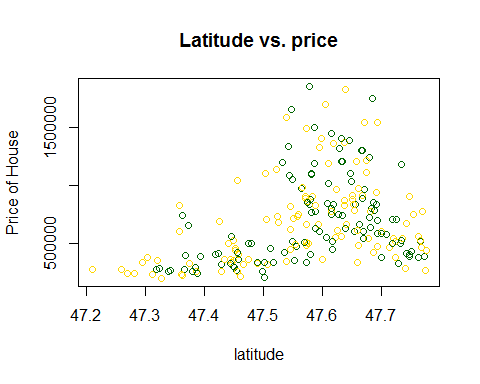 Latitude vs. price
Price of House
1500000
500000
47.2 47.3 47.4 47.5 47.6 47.7
latitude